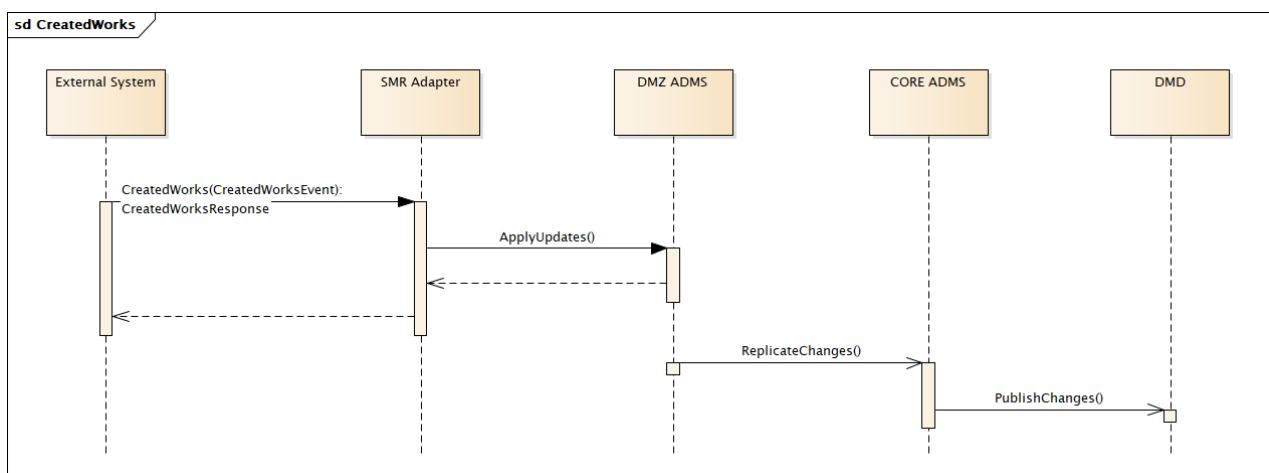 sd CreatedWorks
External System
SMR Adapter
DMZ ADMS
CORE ADMS
DMD
CreatedWorks(CreatedWorksEvent):
CreatedWorksResponse
ApplyUpdates()
ReplicateChanges()
PublishChanges()